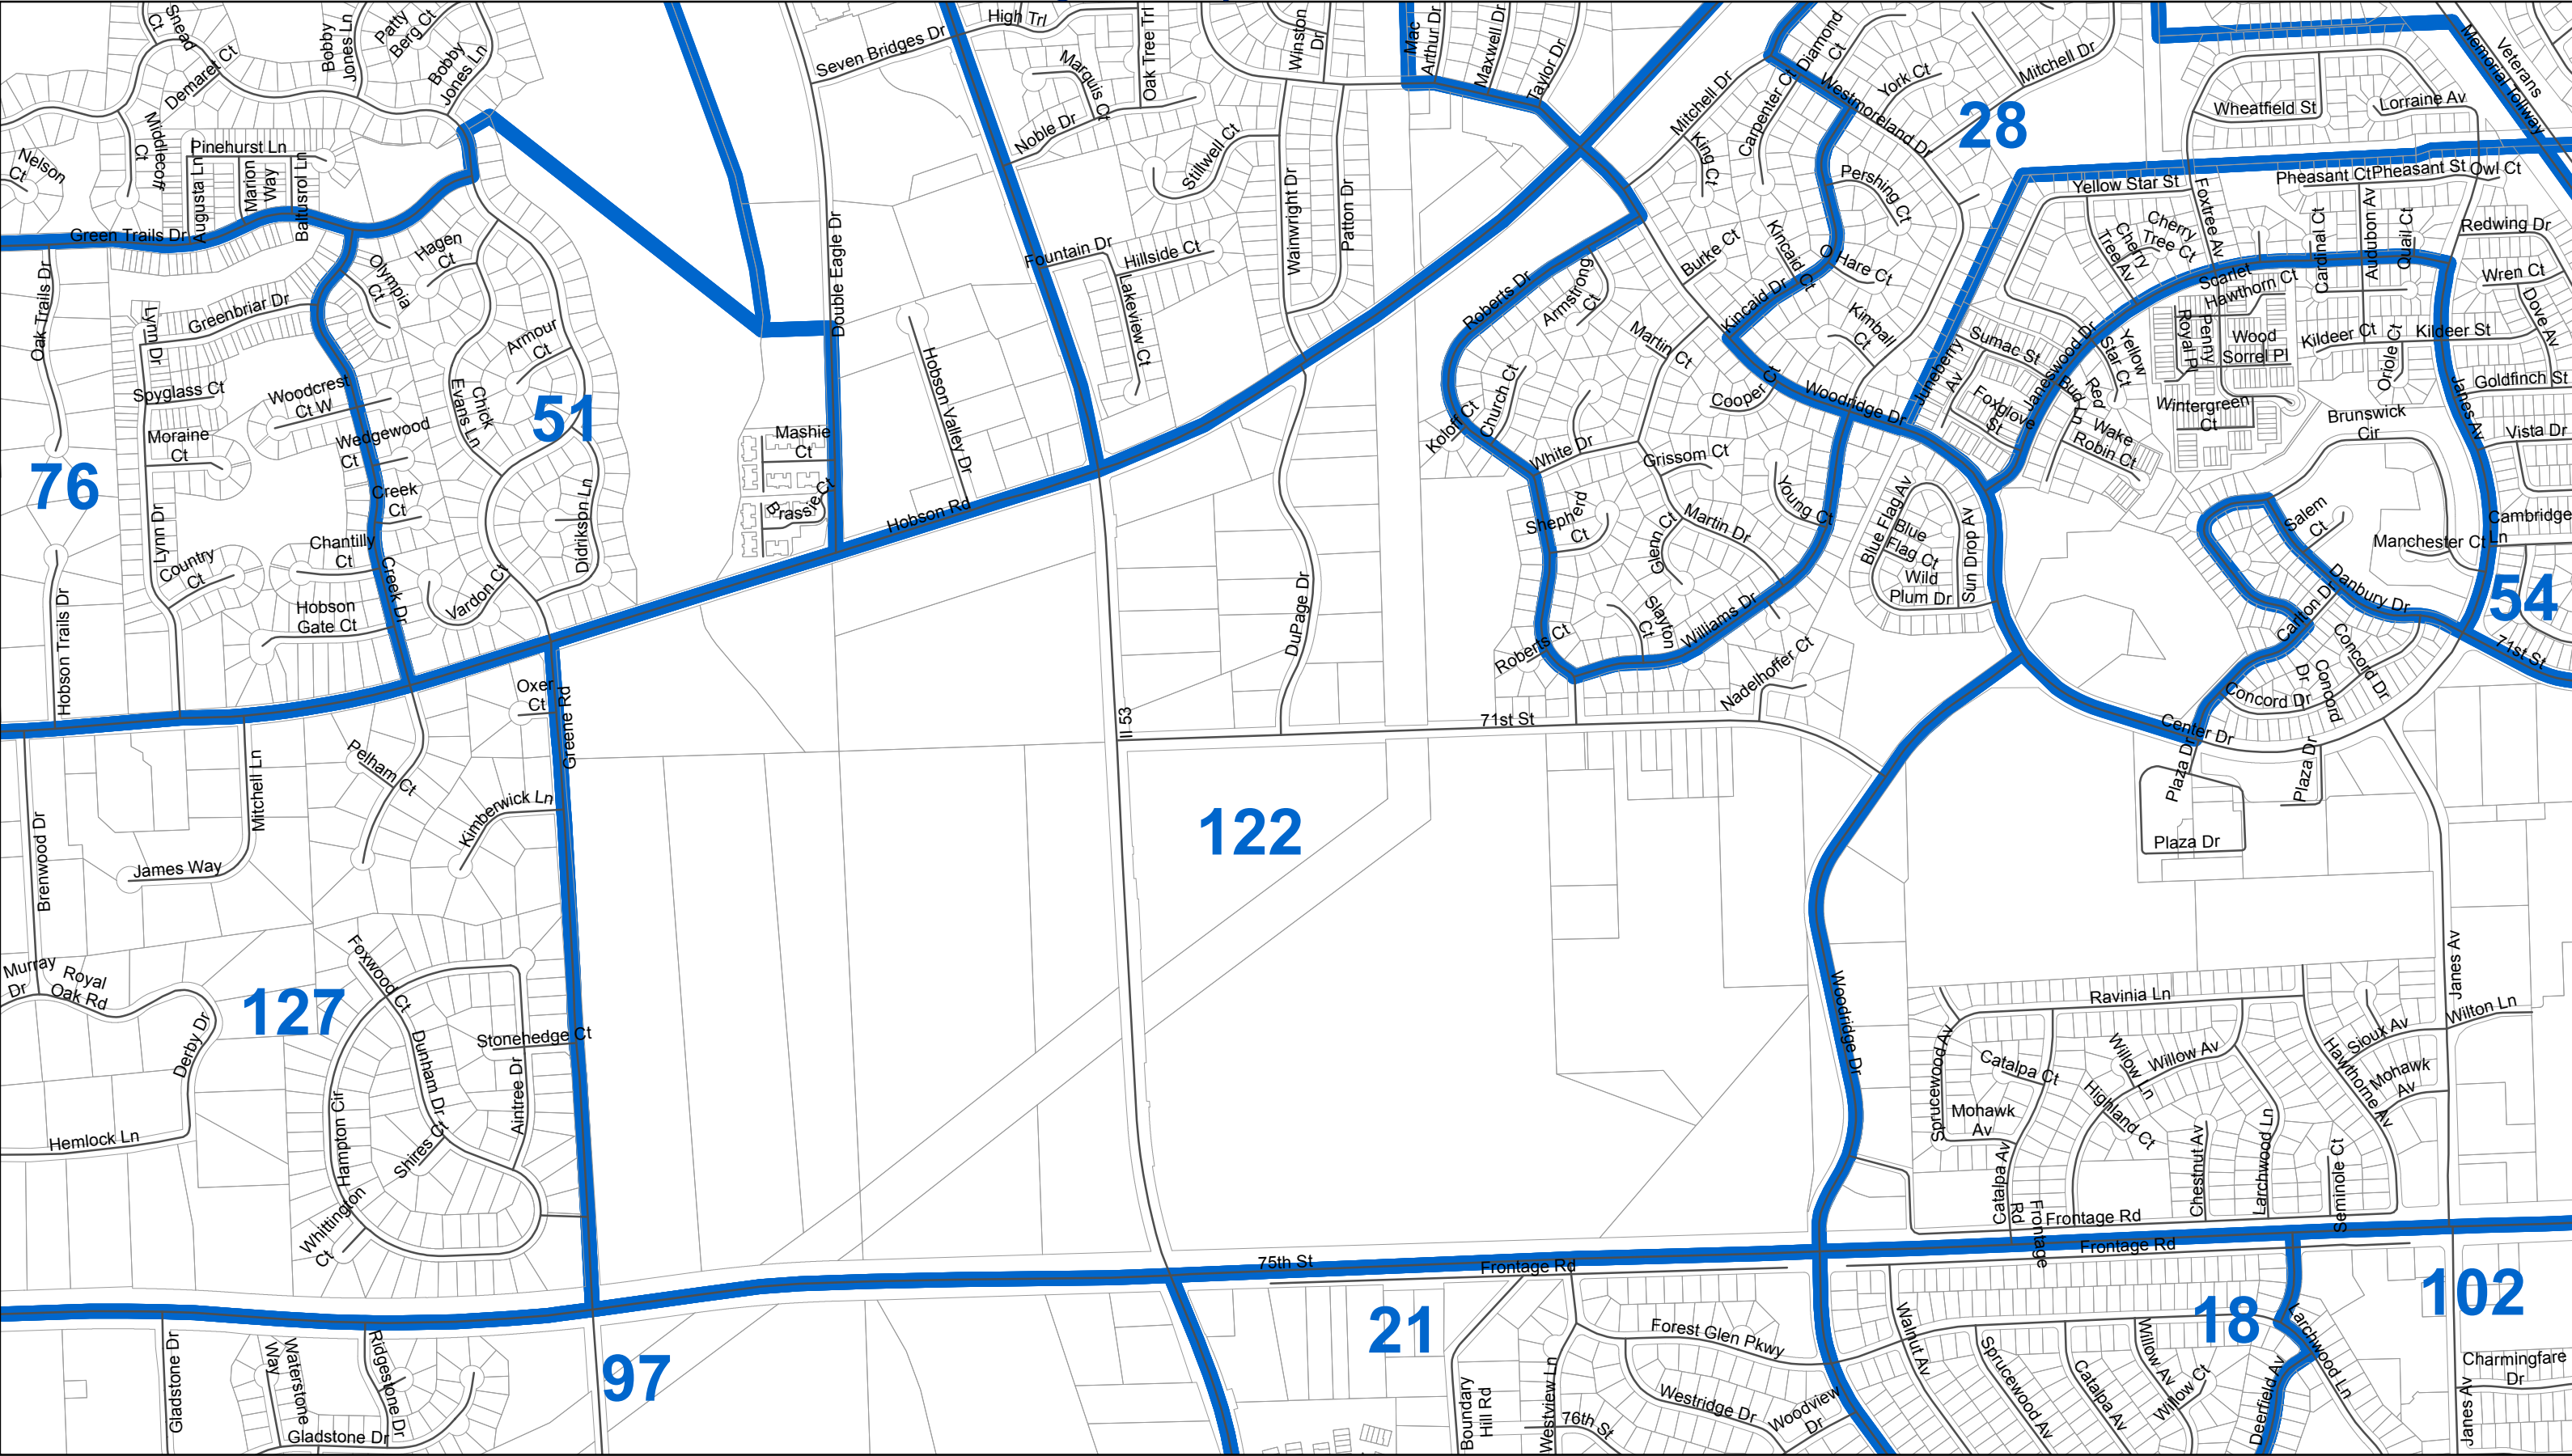 Snead
Ct
Demaret Ct
Bobby
Jones Ln
Patty
Berg Ct
Bobby
Jones Ln
Seven Bridges Dr
High Trl
Marquis Ct
Oak Tree Trl
Noble Dr
Stillwell Ct
Winston
Dr
Mac
Arthur Dr
Maxwell Dr
Taylor Dr
Mitchell Dr
King Ct
Carpenter Ct
Diamond
Ct
Westmoreland Dr
York Ct
Mitchell Dr
28
Wheatfield St
Lorraine Av
Veterans
Memorial Tollway
Nelson
Ct
Middlecoff
Ct
Pinehurst Ln
Augusta Ln
Marion
Way
Baltusrol Ln
Green Trails Dr
Oak Trails Dr
Hagen
Ct
Olympia
Ct
Greenbriar Dr
Lynn Dr
Armour
Ct
Spyglass Ct
Woodcrest
Ct W
Chick
Evans Ln
51
Moraine
Ct
Wedgewood
Ct
76
Creek
Ct
Lynn Dr
Country
Ct
Chantilly
Ct
Creek Dr
Hobson
Gate Ct
Vardon Ct
Didrikson Ln
Hobson Trails Dr
Double Eagle Dr
Mashie
Ct
Brassie Ct
Hobson Valley Dr
Hobson Rd
Fountain Dr
Hillside Ct
Lakeview Ct
Wainwright Dr
Patton Dr
DuPage Dr
Pershing Ct
O Hare Ct
Kincaid Ct
Kincaid Dr
Burke Ct
Kimball
Ct
Roberts Dr
Armstrong
Ct
Martin Ct
Church Ct
Koloff Ct
Cooper Ct
Woodridge Dr
White Dr
Grissom Ct
Young Ct
Shepherd
Ct
Glenn Ct
Martin Dr
Slayton
Ct
Williams Dr
Roberts Ct
Nadelhoffer Ct
Blue Flag Av
Blue
Flag Ct
Wild
Plum Dr
Sun Drop Av
Yellow Star St
Foxtree Av
Pheasant Ct
Pheasant St
Owl Ct
Cherry
Tree Ct
Cherry
Tree Av
Scarlet
Hawthorn Ct
Cardinal Ct
Audubon Av
Quail Ct
Redwing Dr
Wren Ct
Dove Av
Sumac St
Juneberry
Av
Janeswood Dr
Foxglove
St
Yellow
Star Ct
Red
Bud Ln
Wake
Robin Ct
Royal Pl
Penny
Wood
Sorrel Pl
Kildeer Ct
Kildeer St
Oriole Ct
Goldfinch St
Wintergreen
Ct
Brunswick
Cir
Janes Av
Vista Dr
Salem
Ct
Manchester Ct
Cambridge
Ln
Danbury Dr
54
Carlton Dr
Concord Dr
Concord
Dr
Concord Dr
71st St
Center Dr
Plaza Dr
Plaza Dr
Plaza Dr
Oxer
Ct
Greene Rd
Il 53
71st St
Mitchell Ln
Pelham Ct
Kimberwick Ln
Brenwood Dr
James Way
122
Murray
Dr
Royal
Oak Rd
127
Foxwood Ct
Derby Dr
Stonehedge Ct
Dunham Dr
Aintree Dr
Hampton Cir
Shires Ct
Hemlock Ln
Whittington
Ct
Woodridge Dr
Ravinia Ln
Janes Av
Wilton Ln
Sprucewood Av
Catalpa Ct
Willow Ln
Willow Av
Sioux Av
Hawthorne Av
Mohawk
Av
Mohawk
Av
Highland Ct
Catalpa Av
Chestnut Av
Larchwood Ln
Seminole Ct
Frontage
Rd
Frontage Rd
Frontage Rd
75th St
Frontage Rd
21
18
102
97
Gladstone Dr
Waterstone
Way
Ridgestone Dr
Gladstone Dr
Boundary
Hill Rd
Westview Ln
76th St
Forest Glen Pkwy
Westridge Dr
Woodview
Dr
Walnut Av
Sprucewood Av
Catalpa Av
Willow Av
Willow Ct
Deerfield Av
Larchwood Ln
Janes Av
Charmingfare
Dr